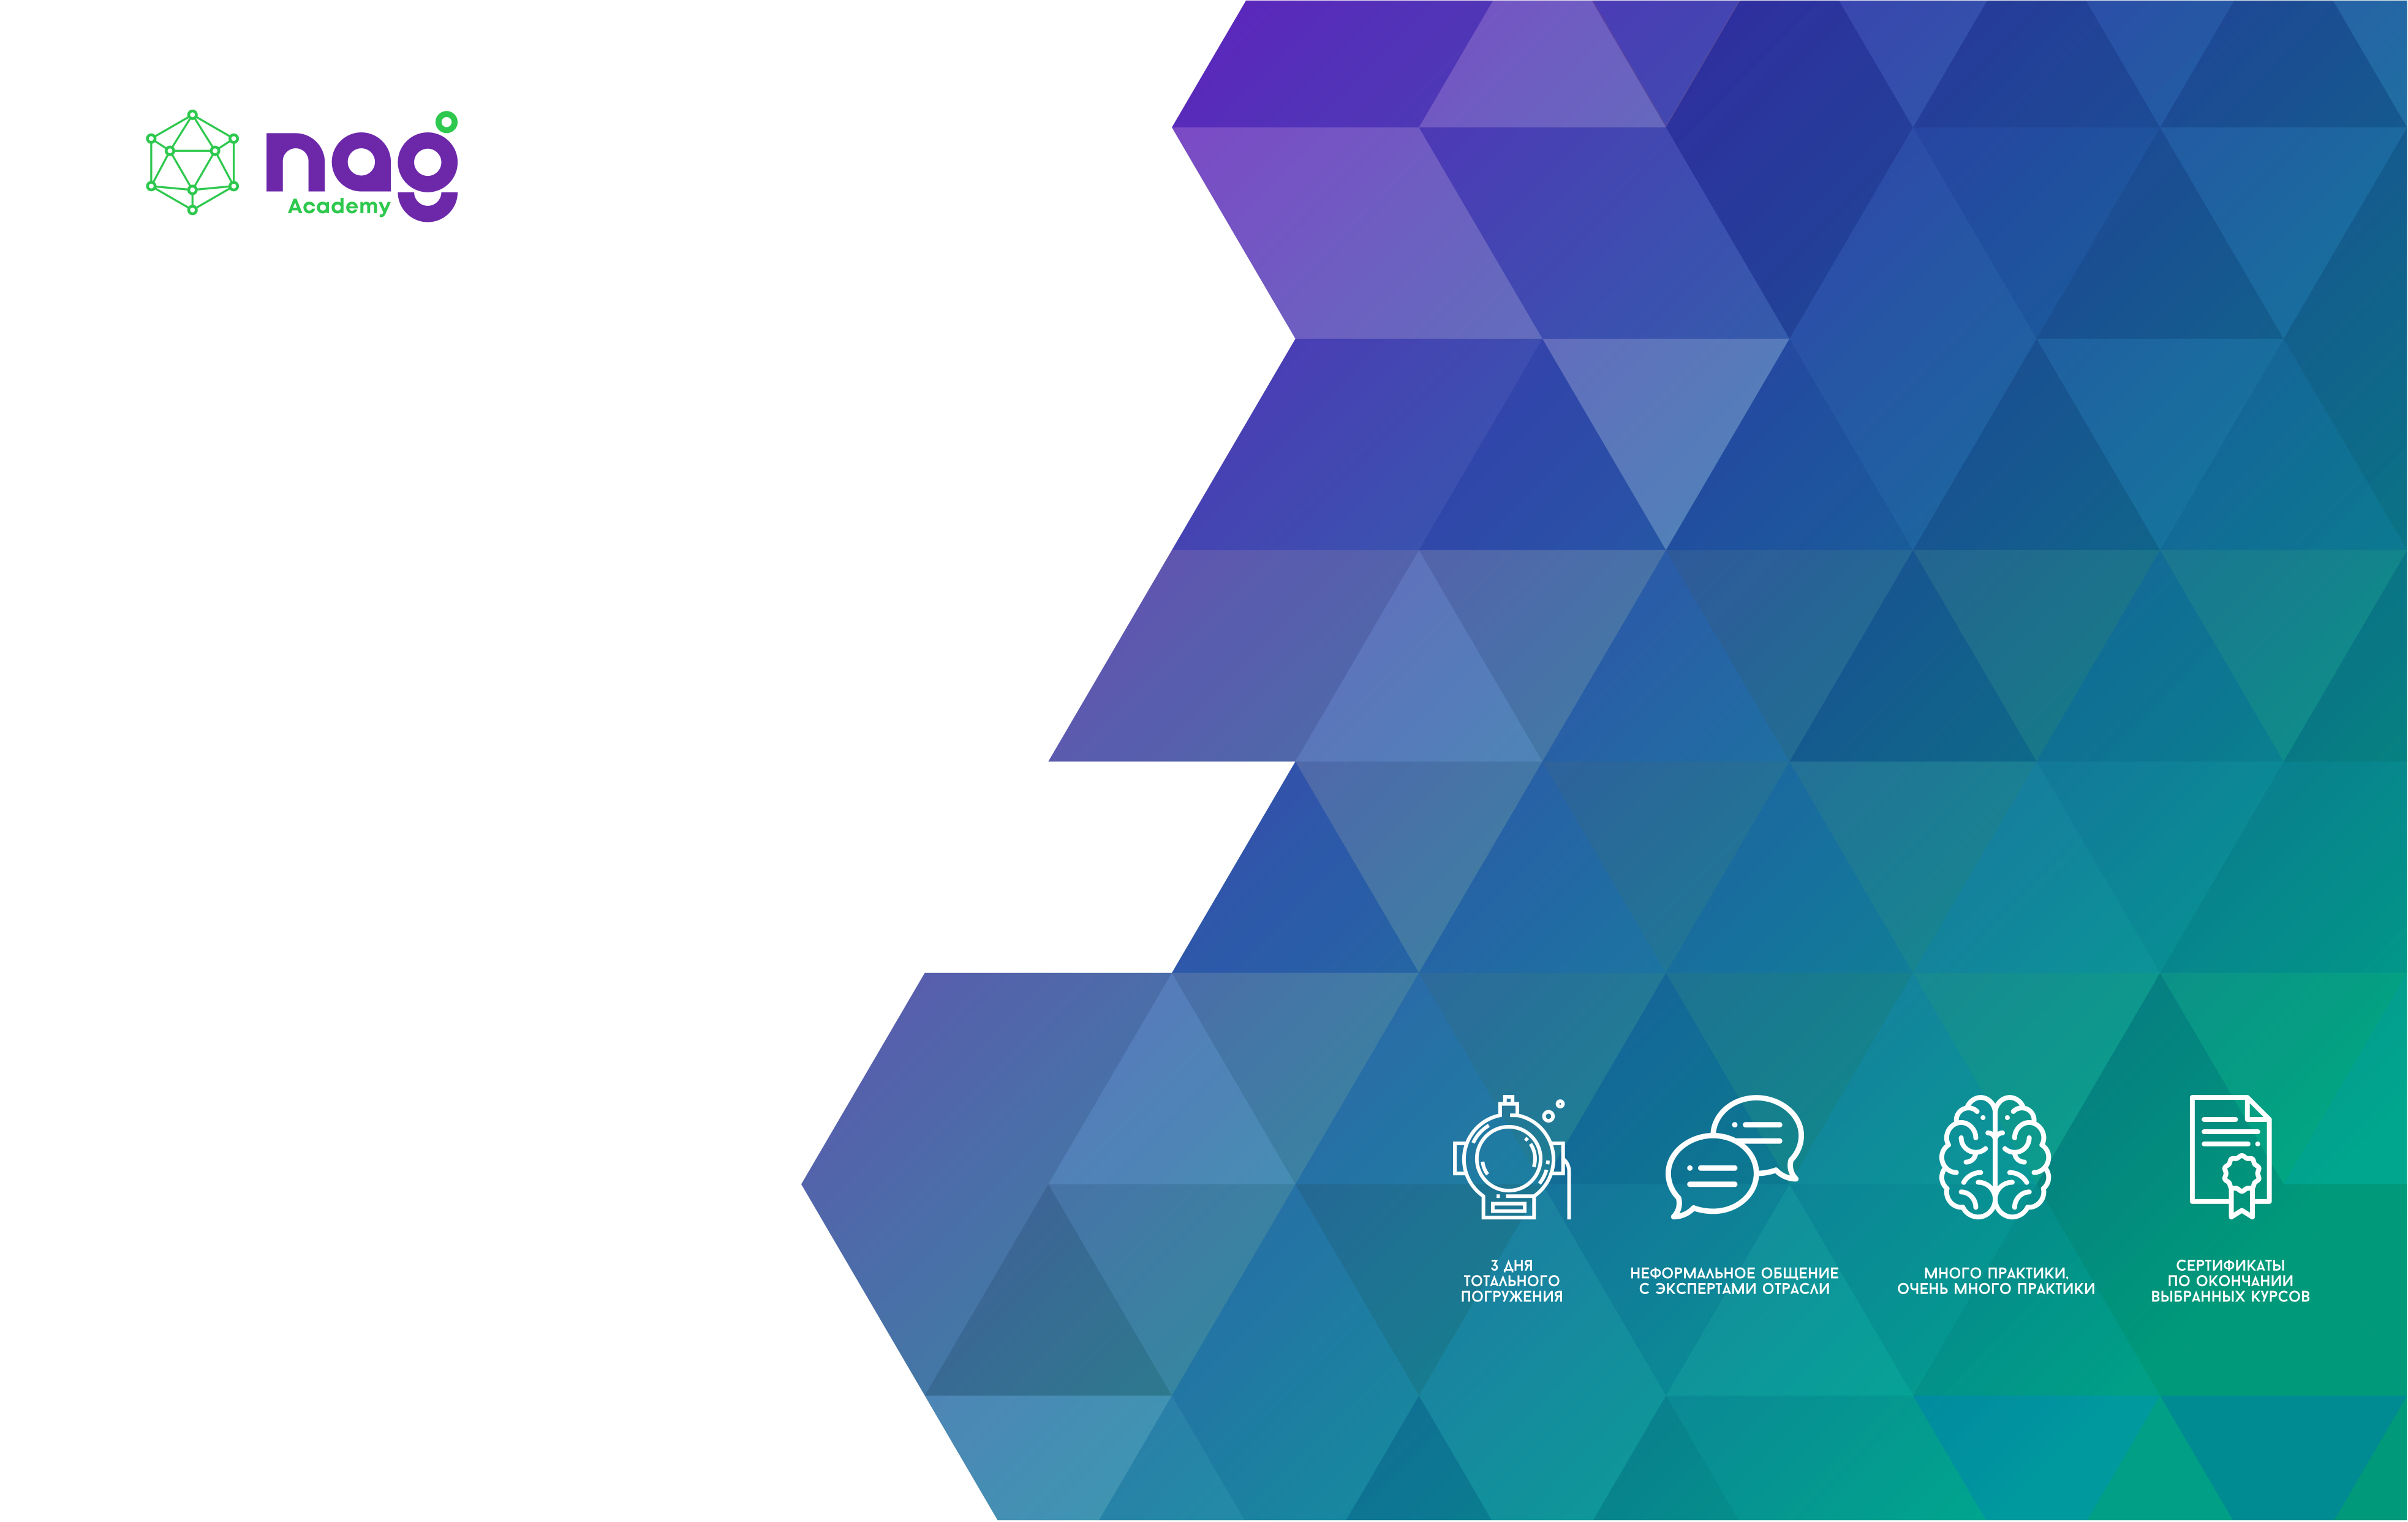 nag
Academy
3 ДНЯ
ТОТАЛЬНОГО
ПОГРУЖЕНИЯ
НЕФОРМАЛЬНОЕ ОБЩЕНИЕ
С ЭКСПЕРТАМИ ОТРАСЛИ
МНОГО ПРАКТИКИ,
ОЧЕНЬ МНОГО ПРАКТИКИ
СЕРТИФИКАТЫ
ПО ОКОНЧАНИИ
ВЫБРАННЫХ КУРСОВ